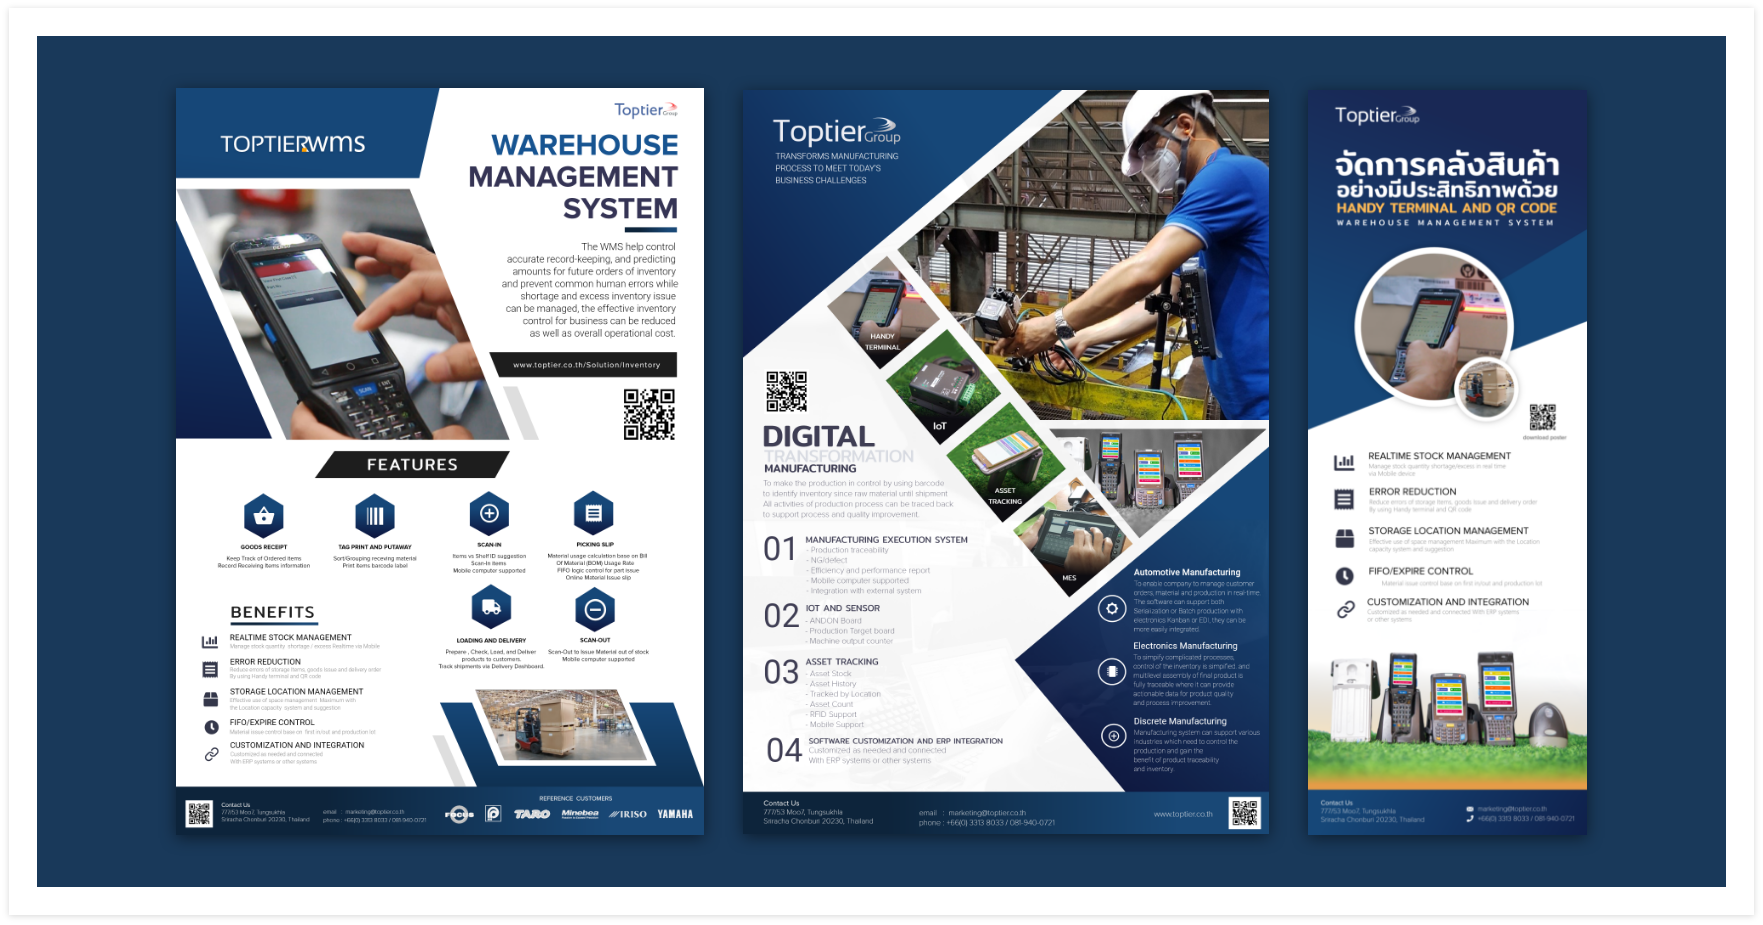 Toptier Group
TOPTIERwms
WAREHOUSE
MANAGEMENT
SYSTEM
The WMS help control
accurate record-keeping, and predicting
amounts for future orders of inventory
and prevent common human errors while
shortage and excess inventory issue
can be managed, the effective inventory
control for business can be reduced
as well as overall operational cost.
www.toptier.co.th/Solution/Inventory
FEATURES
GOODS RECEIPT
Keep Track of Ordered items
Record Receiving Items information
TAG PRINT AND PUTAWAY
Sort/Grouping receiving material
Print items barcode label
SCAN-IN
Items vs Shelf ID suggestion
Scan-In Items
Mobile computer supported
PICKING SLIP
Material usage calculation base on Bill
Of Material (BOM) Usage Rate
FIFO logic control for part issue
Online Material Issue slip
LOADING AND DELIVERY
Prepare , Check, Load, and Deliver
products to customers.
Track shipments via Delivery Dashboard.
SCAN-OUT
Scan-Out to Issue Material out of stock
Mobile computer supported
BENEFITS
REALTIME STOCK MANAGEMENT
Manage stock quantity shortage / excess Realtime via Mobile
ERROR REDUCTION
Reduce errors of storage items, goods issue and delivery order
By using Handy terminal and QR code
STORAGE LOCATION MANAGEMENT
Effective use of space management Maximum with
the Location capacity system and suggestion
FIFO/EXPIRE CONTROL
Material issue control base on first in/out and production lot
CUSTOMIZATION AND INTEGRATION
Customized as needed and connected
With ERP systems or other systems
Contact Us
777/53 Moo7, Tungsukhla
Sriracha Chonburi 20230, Thailand
email : marketing@toptier.co.th
phone : +66(0) 3313 8033 / 081-940-0721
REFERENCE CUSTOMERS
FOCUS
TARO
Minebea
IRISO
YAMAHA
Toptier Group
TRANSFORMS MANUFACTURING
PROCESS TO MEET TODAY'S
BUSINESS CHALLENGES
HANDY
TERMIINAL
IoT
ASSET
TRACKING
MES
DIGITAL
TRANSFORMATION
MANUFACTURING
To make the production in control by using barcode
to identify inventory since raw material until shipment
All activities of production process can be traced back
to support process and quality improvement.
01 MANUFACTURING EXECUTION SYSTEM
- Production traceability
- NG/defect
- Efficiency and performance report
- Mobile computer supported
- Integration with external system
02 IOT AND SENSOR
- ANDON Board
- Production Target board
- Machine output counter
03 ASSET TRACKING
- Asset Stock
- Asset History
- Tracked by Location
- Asset Count
- RFID Support
- Mobile Support
04 SOFTWARE CUSTOMIZATION AND ERP INTEGRATION
Customized as needed and connected
With ERP systems or other systems
Automotive Manufacturing
To enable company to manage customer
orders, material and production in real-time.
The software can support both
Serialization or Batch production with
electronics Kanban or EDI, they can be
more easily integrated.
Electronics Manufacturing
To simplify complicated processes,
control of the inventory is simplified, and
multilevel assembly of final product is
fully traceable where it can provide
actionable data for product quality
and process improvement.
Discrete Manufacturing
Manufacturing system can support various
industries which need to control the
production and gain the
benefit of product traceability
and inventory.
Contact Us
777/53 Moo7, Tungsukhla
Sriracha Chonburi 20230, Thailand
email : marketing@toptier.co.th
phone : +66(0) 3313 8033 / 081-940-0721
www.toptier.co.th
Toptier Group
จัดการคลังสินค้า
อย่างมีประสิทธิภาพด้วย
HANDY TERMINAL AND QR CODE
WAREHOUSE MANAGEMENT SYSTEM
download poster
REALTIME STOCK MANAGEMENT
Manage stock quantity shortage/excess in real time
via Mobile device
ERROR REDUCTION
Reduce errors of storage items, goods issue and delivery order
By using Handy terminal and QR code
STORAGE LOCATION MANAGEMENT
Effective use of space management Maximum with the Location
capacity system and suggestion
FIFO/EXPIRE CONTROL
Material issue control base on first in/out and production lot
CUSTOMIZATION AND INTEGRATION
Customized as needed and connected With ERP systems
or other systems
Contact Us
777/53 Moo7, Tungsukhla
Sriracha Chonburi 20230, Thailand
marketing@toptier.co.th
+66(0) 3313 8033 / 081-940-0721